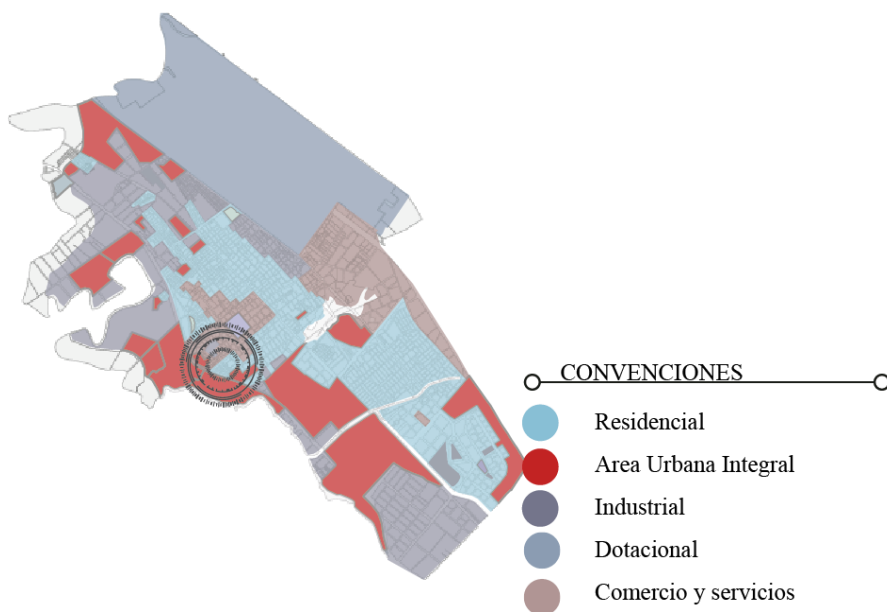 CONVENCIONES
Residencial
Area Urbana Integral
Industrial
Dotacional
Comercio y servicios